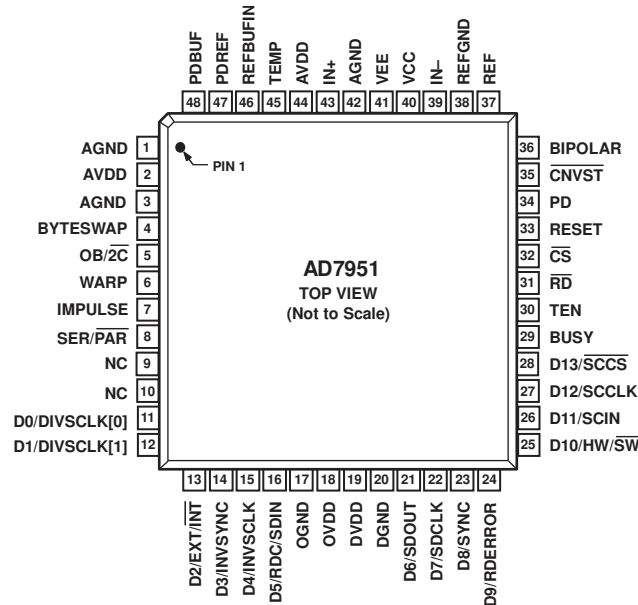 48 PDBUF
47 PDREF
46 REFBUFIN
45 TEMP
44 AVDD
43 IN+
42 AGND
41 VEE
40 VCC
39 IN–
38 REFGND
37 REF
AGND 1
AVDD 2
AGND 3
BYTESWAP 4
OB/2C 5
WARP 6
IMPULSE 7
SER/PAR 8
NC 9
NC 10
D0/DIVSCLK[0] 11
D1/DIVSCLK[1] 12
PIN 1
AD7951
TOP VIEW
(Not to Scale)
36 BIPOLAR
35 CNVST
34 PD
33 RESET
32 CS
31 RD
30 TEN
29 BUSY
28 D13/SCCS
27 D12/SCCLK
26 D11/SCIN
25 D10/HW/SW
13 D2/EXT/INT
14 D3/INVSYNC
15 D4/INVSCLK
16 D5/RDC/SDIN
17 OGND
18 OVDD
19 DVDD
20 DGND
21 D6/SDOUT
22 D7/SDCLK
23 D8/SYNC
24 D9/RDERROR